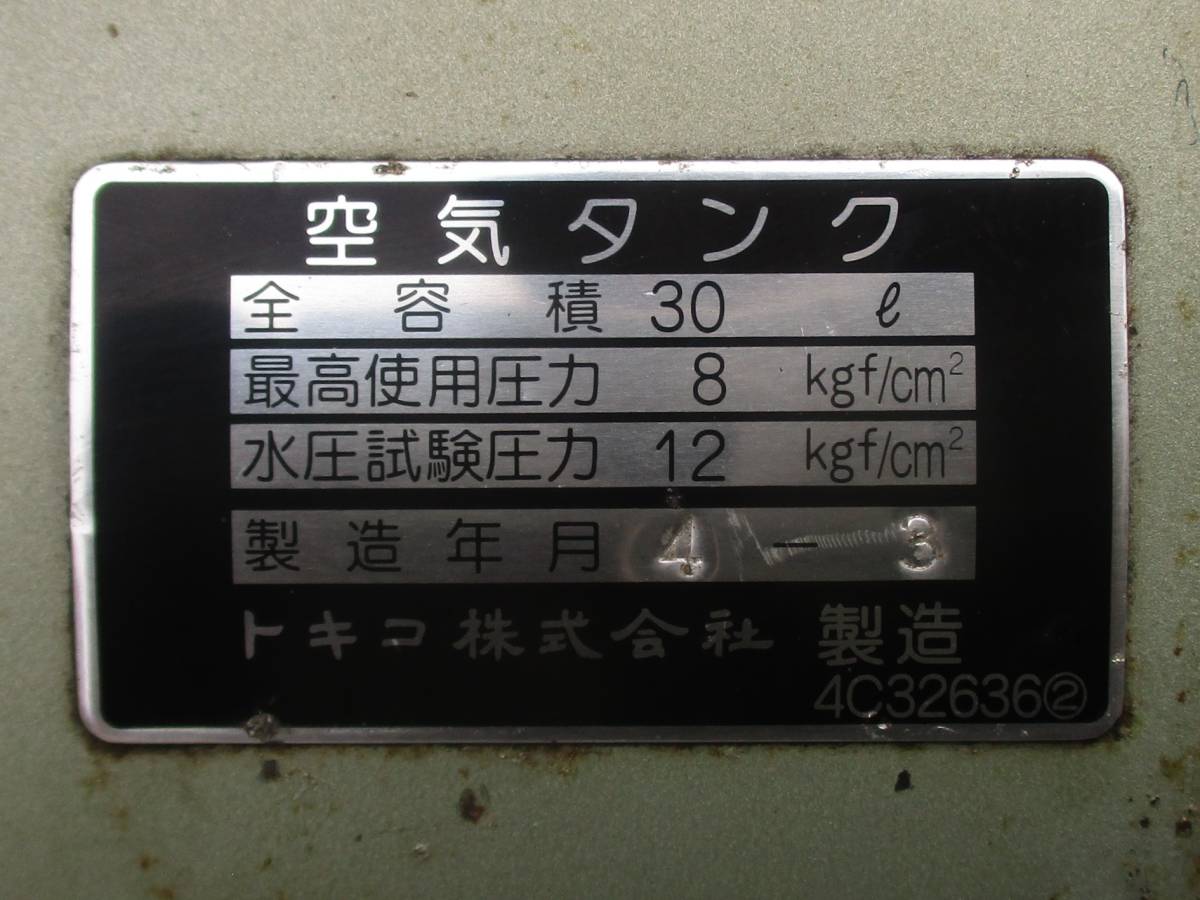 空気タンク
全容積 30 ℓ
最高使用圧力 8 kgf/cm²
水圧試験圧力 12 kgf/cm²
製造年月 4 - 3
トキコ株式会社 製造
4C32636②